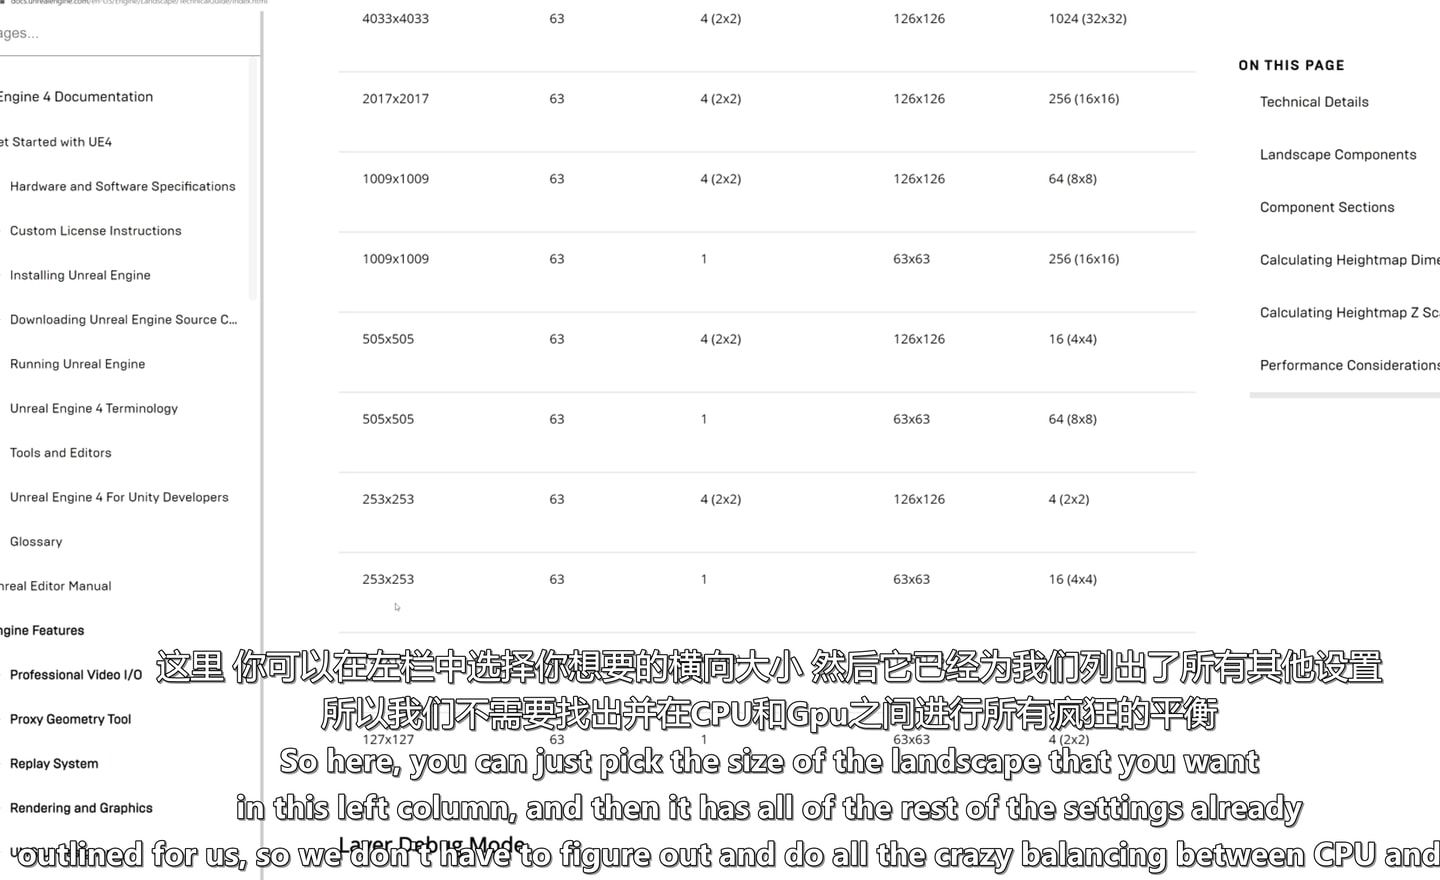 docs.unrealengine.com/en-US/Engine/Landscape/TechnicalGuide/index.html
ages...
Engine 4 Documentation
et Started with UE4
Hardware and Software Specifications
Custom License Instructions
Installing Unreal Engine
Downloading Unreal Engine Source C...
Running Unreal Engine
Unreal Engine 4 Terminology
Tools and Editors
Unreal Engine 4 For Unity Developers
Glossary
nreal Editor Manual
ngine Features
Professional Video I/O
Proxy Geometry Tool
Replay System
Rendering and Graphics
4033x4033 63 4 (2x2) 126x126 1024 (32x32)
2017x2017 63 4 (2x2) 126x126 256 (16x16)
1009x1009 63 4 (2x2) 126x126 64 (8x8)
1009x1009 63 1 63x63 256 (16x16)
505x505 63 4 (2x2) 126x126 16 (4x4)
505x505 63 1 63x63 64 (8x8)
253x253 63 4 (2x2) 126x126 4 (2x2)
253x253 63 1 63x63 16 (4x4)
127x127 63 1 63x63 4 (2x2)
Layer Debug Mode
ON THIS PAGE
Technical Details
Landscape Components
Component Sections
Calculating Heightmap Dime
Calculating Heightmap Z Sc
Performance Considerations
这里 你可以在左栏中选择你想要的横向大小 然后它已经为我们列出了所有其他设置
所以我们不需要找出并在CPU和Gpu之间进行所有疯狂的平衡
So here, you can just pick the size of the landscape that you want
in this left column, and then it has all of the rest of the settings already
outlined for us, so we don't have to figure out and do all the crazy balancing between CPU and